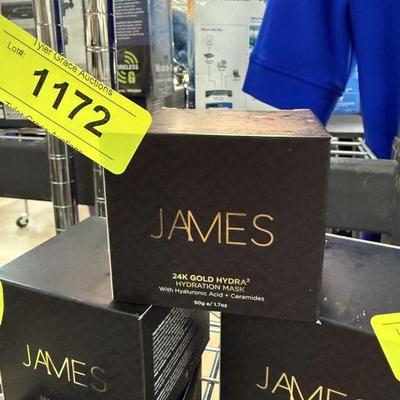 Tyler Grace Auctions
Lot#:
1172
WIRELESS
G
JAMES
24K GOLD HYDRA²
HYDRATION MASK
With Hyaluronic Acid + Ceramides
50g e/ 1.7oz
JAMES
JAMES